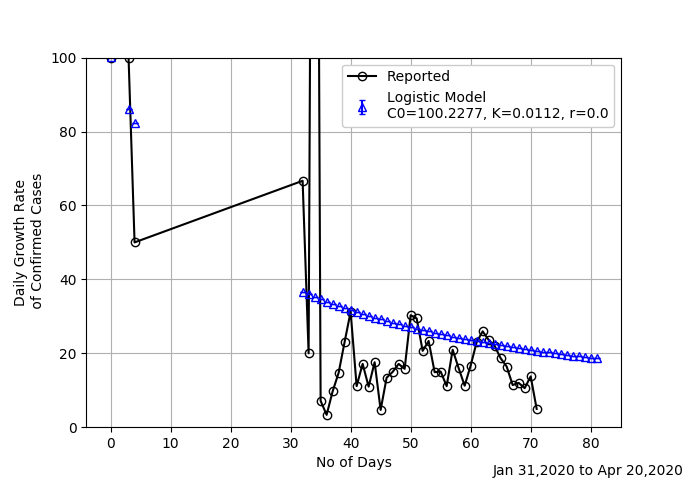 100
80
60
40
20
0
0 10 20 30 40 50 60 70 80
Daily Growth Rate
of Confirmed Cases
Reported
Logistic Model
C0=100.2277, K=0.0112, r=0.0
No of Days
Jan 31,2020 to Apr 20,2020